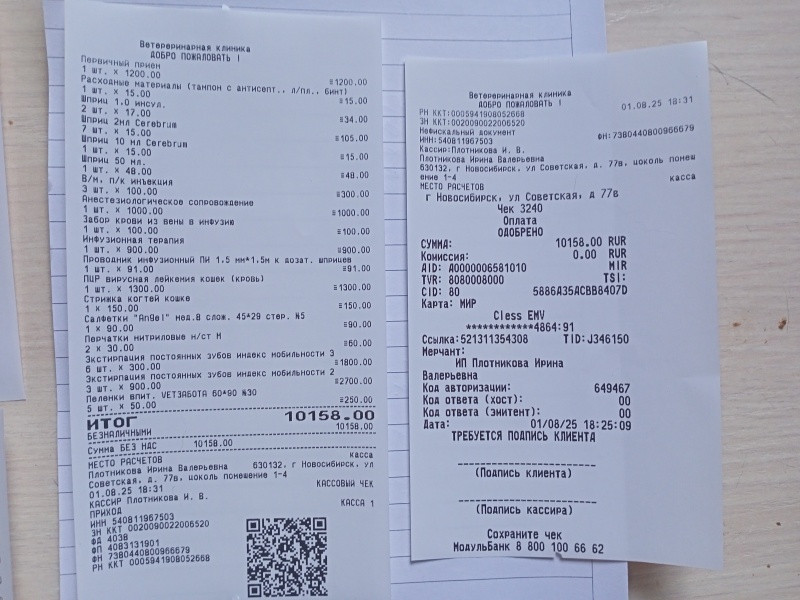 Ветеренинарная клиника
ДОБРО ПОЖАЛОВАТЬ !
Первичный прием
1 шт. x 1200.00
≡1200.00
Расходные материалы (тампон с антисепт., л/пл., бинт)
1 шт. x 15.00
≡15.00
Шприц 1.0 инсул.
2 шт. x 17.00
≡34.00
Шприц 2мл Cerebrum
7 шт. x 15.00
≡105.00
Шприц 10 мл Cerebrum
1 шт. x 15.00
≡15.00
Шприц 50 мл.
1 шт. x 48.00
≡48.00
В/м, п/к инъекция
3 шт. x 100.00
≡300.00
Анестезиологическое сопровождение
1 шт. x 1000.00
≡1000.00
Забор крови из вены в инфузию
1 шт. x 100.00
≡100.00
Инфузионная терапия
1 шт. x 900.00
≡900.00
Проводник инфузионный ПИ 1.5 мм*1.5м к дозат. шприцев
1 шт. x 91.00
≡91.00
ПЦР вирусная лейкемия кошек (кровь)
1 шт. x 1300.00
≡1300.00
Стрижка когтей кошке
1 x 150.00
≡150.00
Салфетки "Angel" мед.8 слож. 45*29 стер. N5
1 x 90.00
≡90.00
Перчатки нитриловые н/ст M
2 x 30.00
≡60.00
Экстирпация постоянных зубов индекс мобильности 3
6 шт. x 300.00
≡1800.00
Экстирпация постоянных зубов индекс мобильности 2
3 шт. x 900.00
≡2700.00
Пеленки впит. VETЗАБОТА 60*90 №30
5 шт. x 50.00
≡250.00
ИТОГ 10158.00
БЕЗНАЛИЧНЫМИ 10158.00
Сумма БЕЗ НДС 10158.00
МЕСТО РАСЧЕТОВ касса
Плотникова Ирина Валерьевна 630132, г Новосибирск, ул
Советская, д. 77в, цоколь помещение 1-4
01.08.25 18:31 КАССОВЫЙ ЧЕК
КАССИР Плотникова И. В.
ПРИХОД КАССА 1
ИНН 540811967503
ЗН ККТ 0020090022006520
ФД 4038
ФП 4083131901
ФН 7380440800966679
РН ККТ 0005941908052668
Ветеренинарная клиника
ДОБРО ПОЖАЛОВАТЬ !
РН ККТ:0005941908052668 01.08.25 18:31
ЗН ККТ:0020090022006520
Нефискальный документ
ИНН:540811967503 ФН:7380440800966679
Кассир:Плотникова И. В.
Плотникова Ирина Валерьевна
630132, г Новосибирск, ул Советская, д. 77в, цоколь помещ
ение 1-4
МЕСТО РАСЧЕТОВ касса
г Новосибирск, ул Советская, д 77в
Чек 3240
Оплата
ОДОБРЕНО
СУММА: 10158.00 RUR
Комиссия: 0.00 RUR
AID: A0000006581010 MIR
TVR: 8080008000 TSI:
CID: 80 5886A35ACBB8407D
Карта: МИР
Cless EMV
************4864:91
Ссылка:521311354308 TID:J346150
Мерчант:
ИП Плотникова Ирина
Валерьевна
Код авторизации: 649467
Код ответа (хост): 00
Код ответа (эмитент): 00
Дата: 01/08/25 18:25:09
ТРЕБУЕТСЯ ПОДПИСЬ КЛИЕНТА
(Подпись клиента)
(Подпись кассира)
Сохраните чек
МодульБанк 8 800 100 66 62